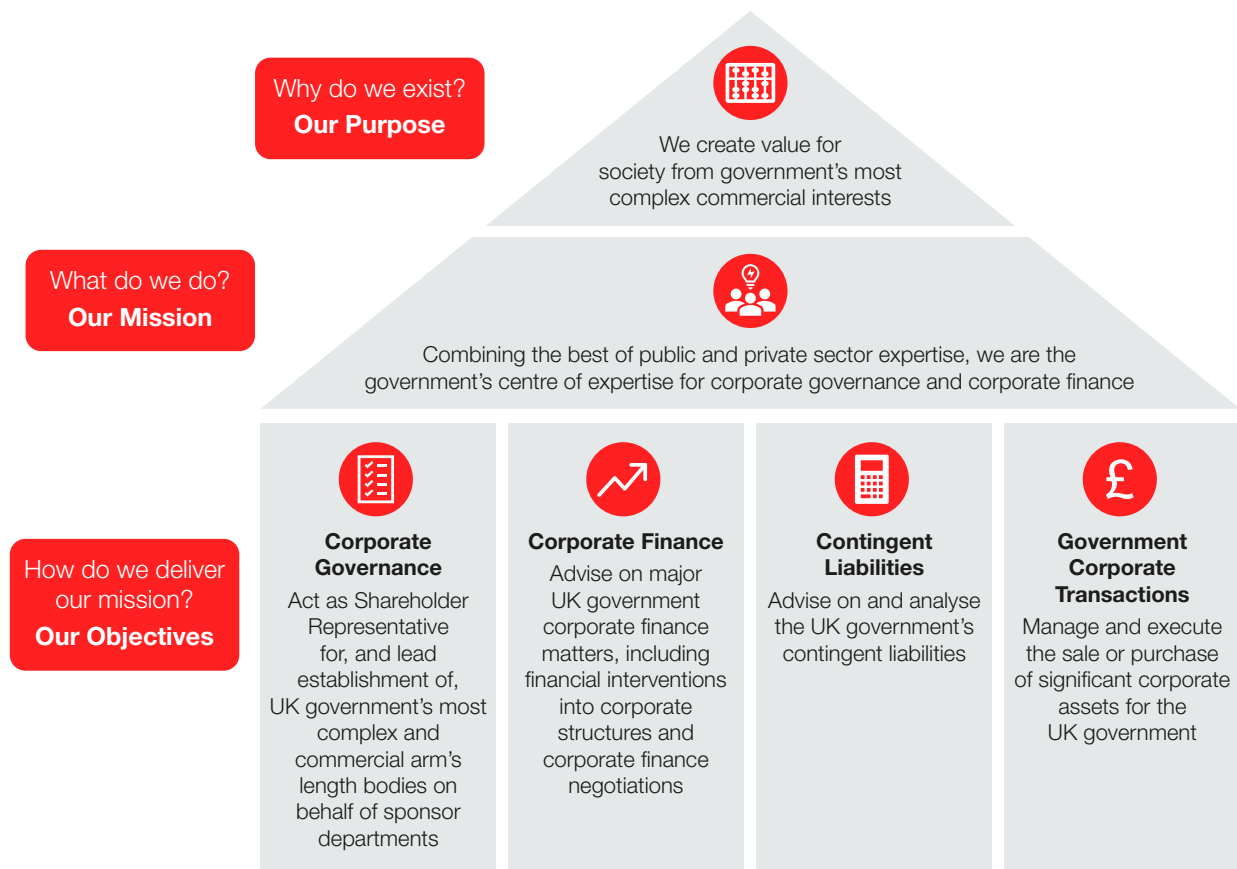 Why do we exist?
Our Purpose
We create value for
society from government’s most
complex commercial interests
What do we do?
Our Mission
Combining the best of public and private sector expertise, we are the
government’s centre of expertise for corporate governance and corporate finance
How do we deliver
our mission?
Our Objectives
Corporate
Governance
Act as Shareholder
Representative
for, and lead
establishment of,
UK government’s most
complex and
commercial arm’s
length bodies on
behalf of sponsor
departments
Corporate Finance
Advise on major
UK government
corporate finance
matters, including
financial interventions
into corporate
structures and
corporate finance
negotiations
Contingent
Liabilities
Advise on and analyse
the UK government’s
contingent liabilities
£
Government
Corporate
Transactions
Manage and execute
the sale or purchase
of significant corporate
assets for the
UK government